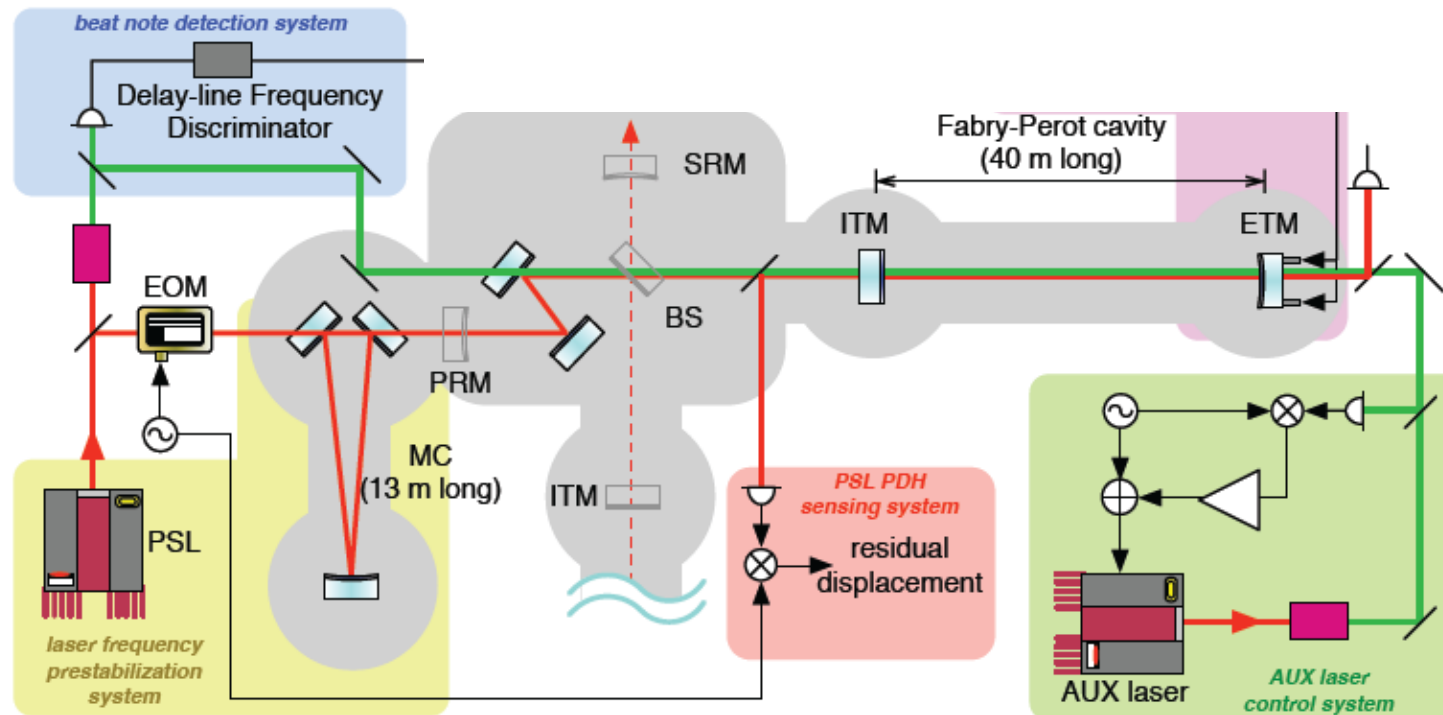 beat note detection system
Delay-line Frequency
Discriminator
Fabry-Perot cavity
(40 m long)
SRM
ITM
ETM
EOM
BS
PRM
MC
(13 m long)
ITM
PSL
PSL PDH
sensing system
residual
displacement
laser frequency
prestabilization
system
AUX laser
AUX laser
control system